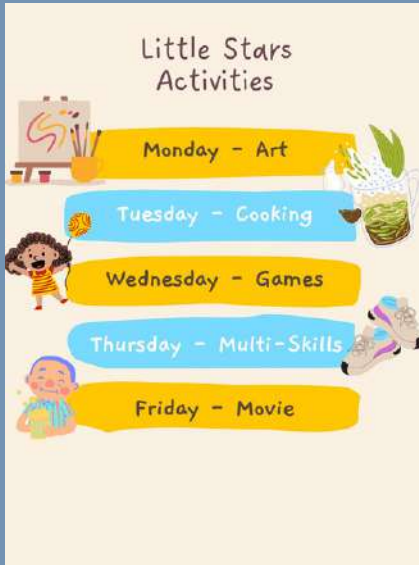 Little Stars
Activities
Monday - Art
Tuesday - Cooking
Wednesday - Games
Thursday - Multi-Skills
Friday - Movie